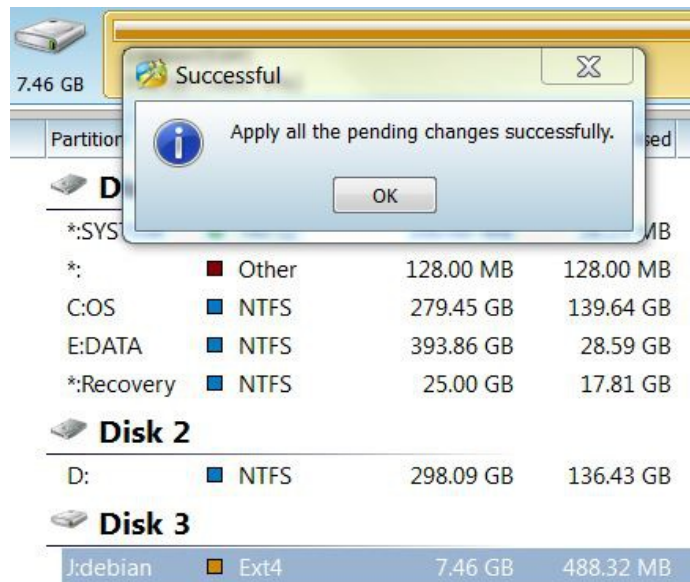 7.46 GB
Successful
Apply all the pending changes successfully.
OK
Partition
sed
D
*:SYS MB
*: Other 128.00 MB 128.00 MB
C:OS NTFS 279.45 GB 139.64 GB
E:DATA NTFS 393.86 GB 28.59 GB
*:Recovery NTFS 25.00 GB 17.81 GB
Disk 2
D: NTFS 298.09 GB 136.43 GB
Disk 3
J:debian Ext4 7.46 GB 488.32 MB